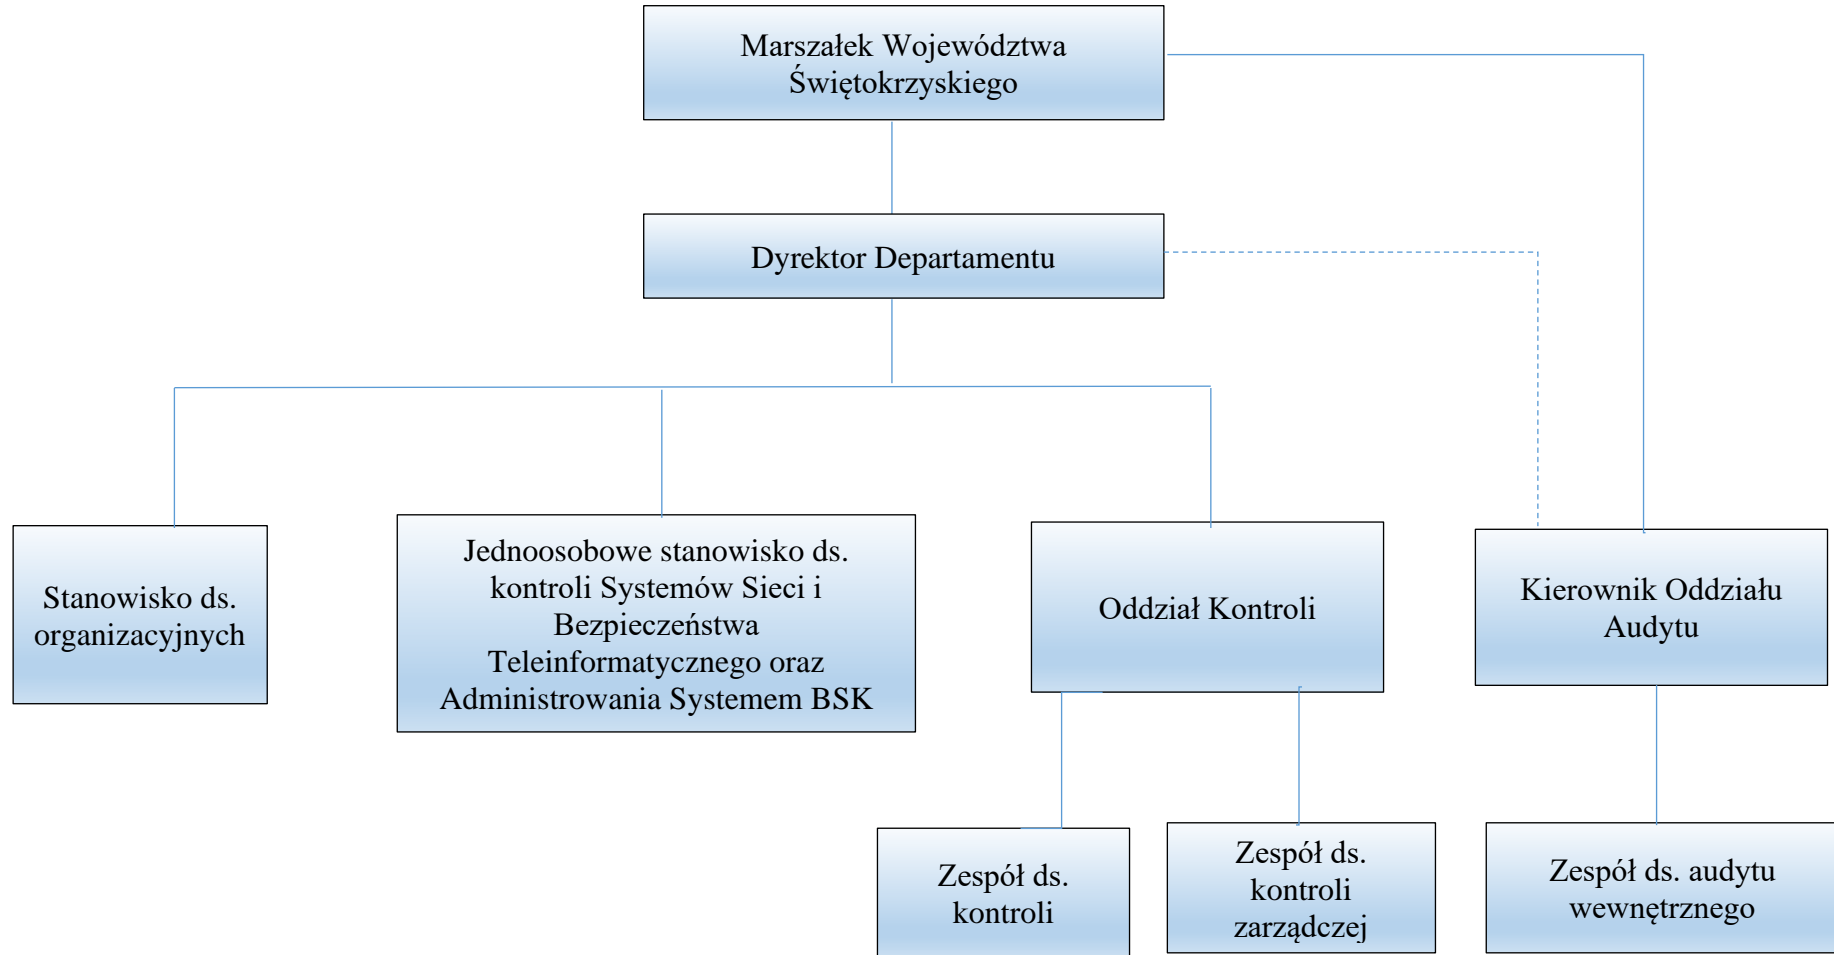 Marszałek Województwa
Świętokrzyskiego
Dyrektor Departamentu
Stanowisko ds.
organizacyjnych
Jednoosobowe stanowisko ds.
kontroli Systemów Sieci i
Bezpieczeństwa
Teleinformatycznego oraz
Administrowania Systemem BSK
Oddział Kontroli
Kierownik Oddziału
Audytu
Zespół ds.
kontroli
Zespół ds.
kontroli
zarządczej
Zespół ds. audytu
wewnętrznego